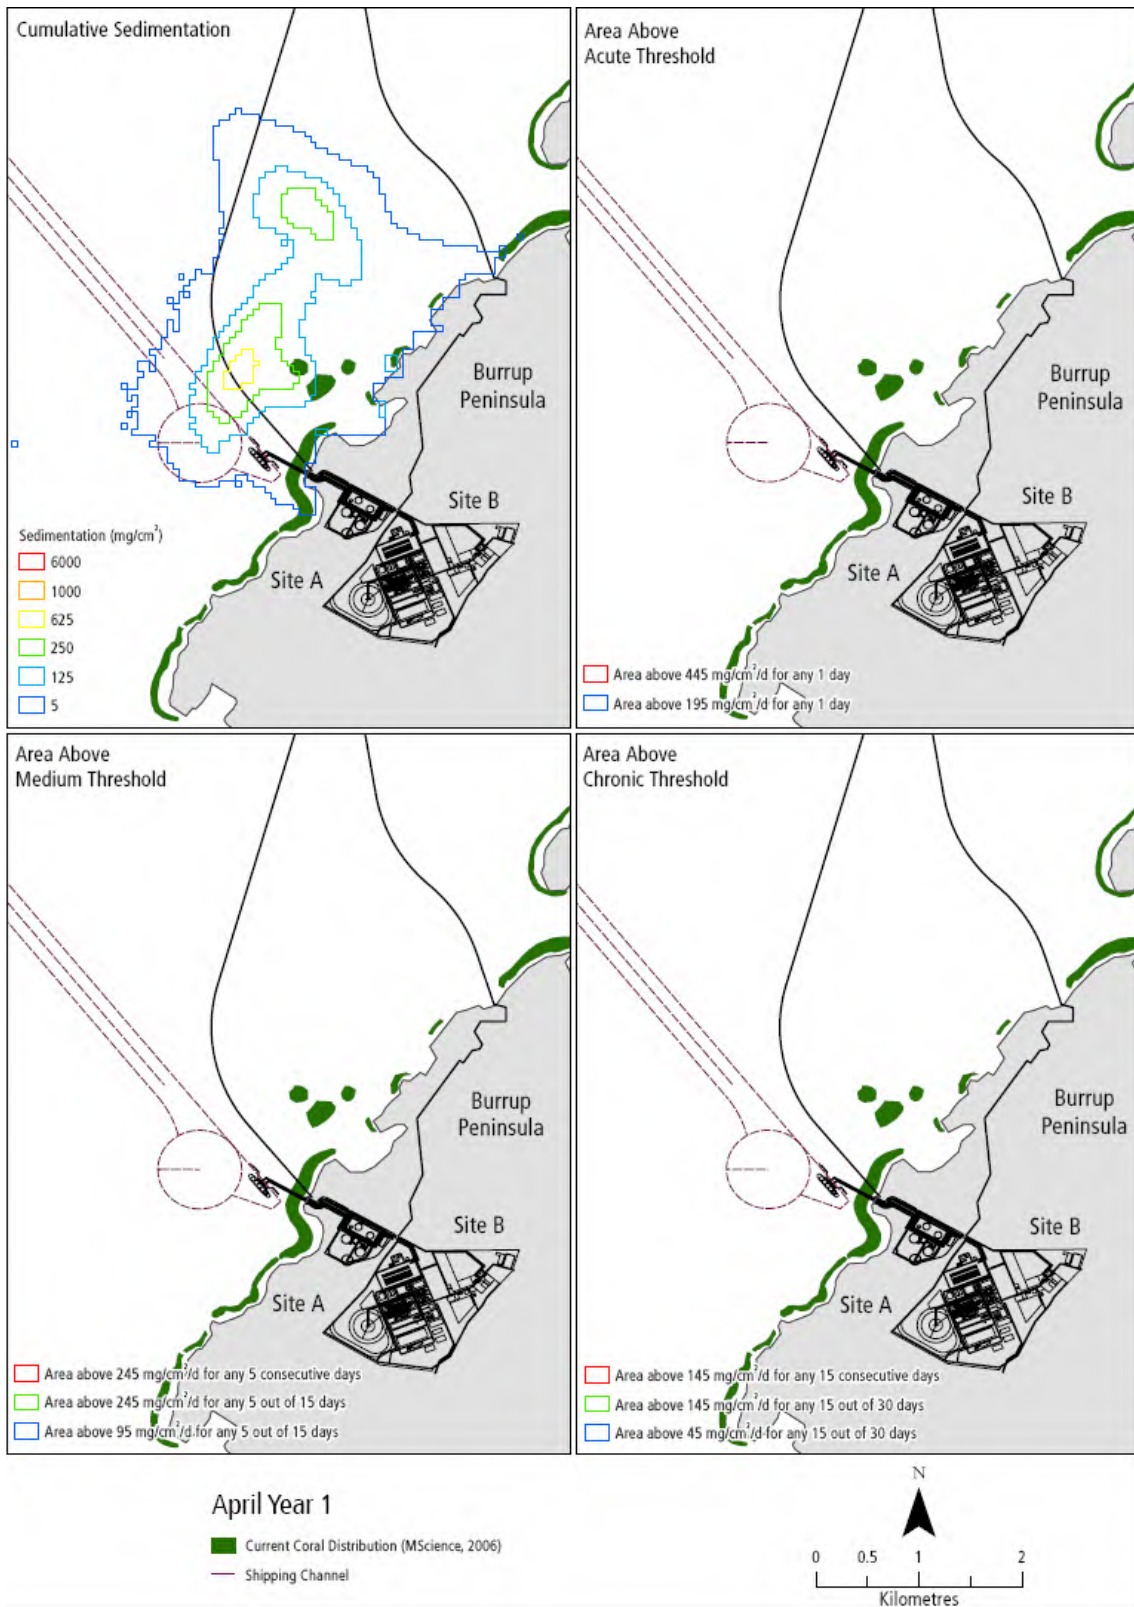 Cumulative Sedimentation
Burrup
Peninsula
Site B
Site A
Sedimentation (mg/cm²)
6000
1000
625
250
125
5
Area Above
Acute Threshold
Burrup
Peninsula
Site B
Site A
Area above 445 mg/cm²/d for any 1 day
Area above 195 mg/cm²/d for any 1 day
Area Above
Medium Threshold
Burrup
Peninsula
Site B
Site A
Area above 245 mg/cm²/d for any 5 consecutive days
Area above 245 mg/cm²/d for any 5 out of 15 days
Area above 95 mg/cm²/d for any 5 out of 15 days
Area Above
Chronic Threshold
Burrup
Peninsula
Site B
Site A
Area above 145 mg/cm²/d for any 15 consecutive days
Area above 145 mg/cm²/d for any 15 out of 30 days
Area above 45 mg/cm²/d for any 15 out of 30 days
April Year 1
Current Coral Distribution (MScience, 2006)
Shipping Channel
N
0 0.5 1 2
Kilometres